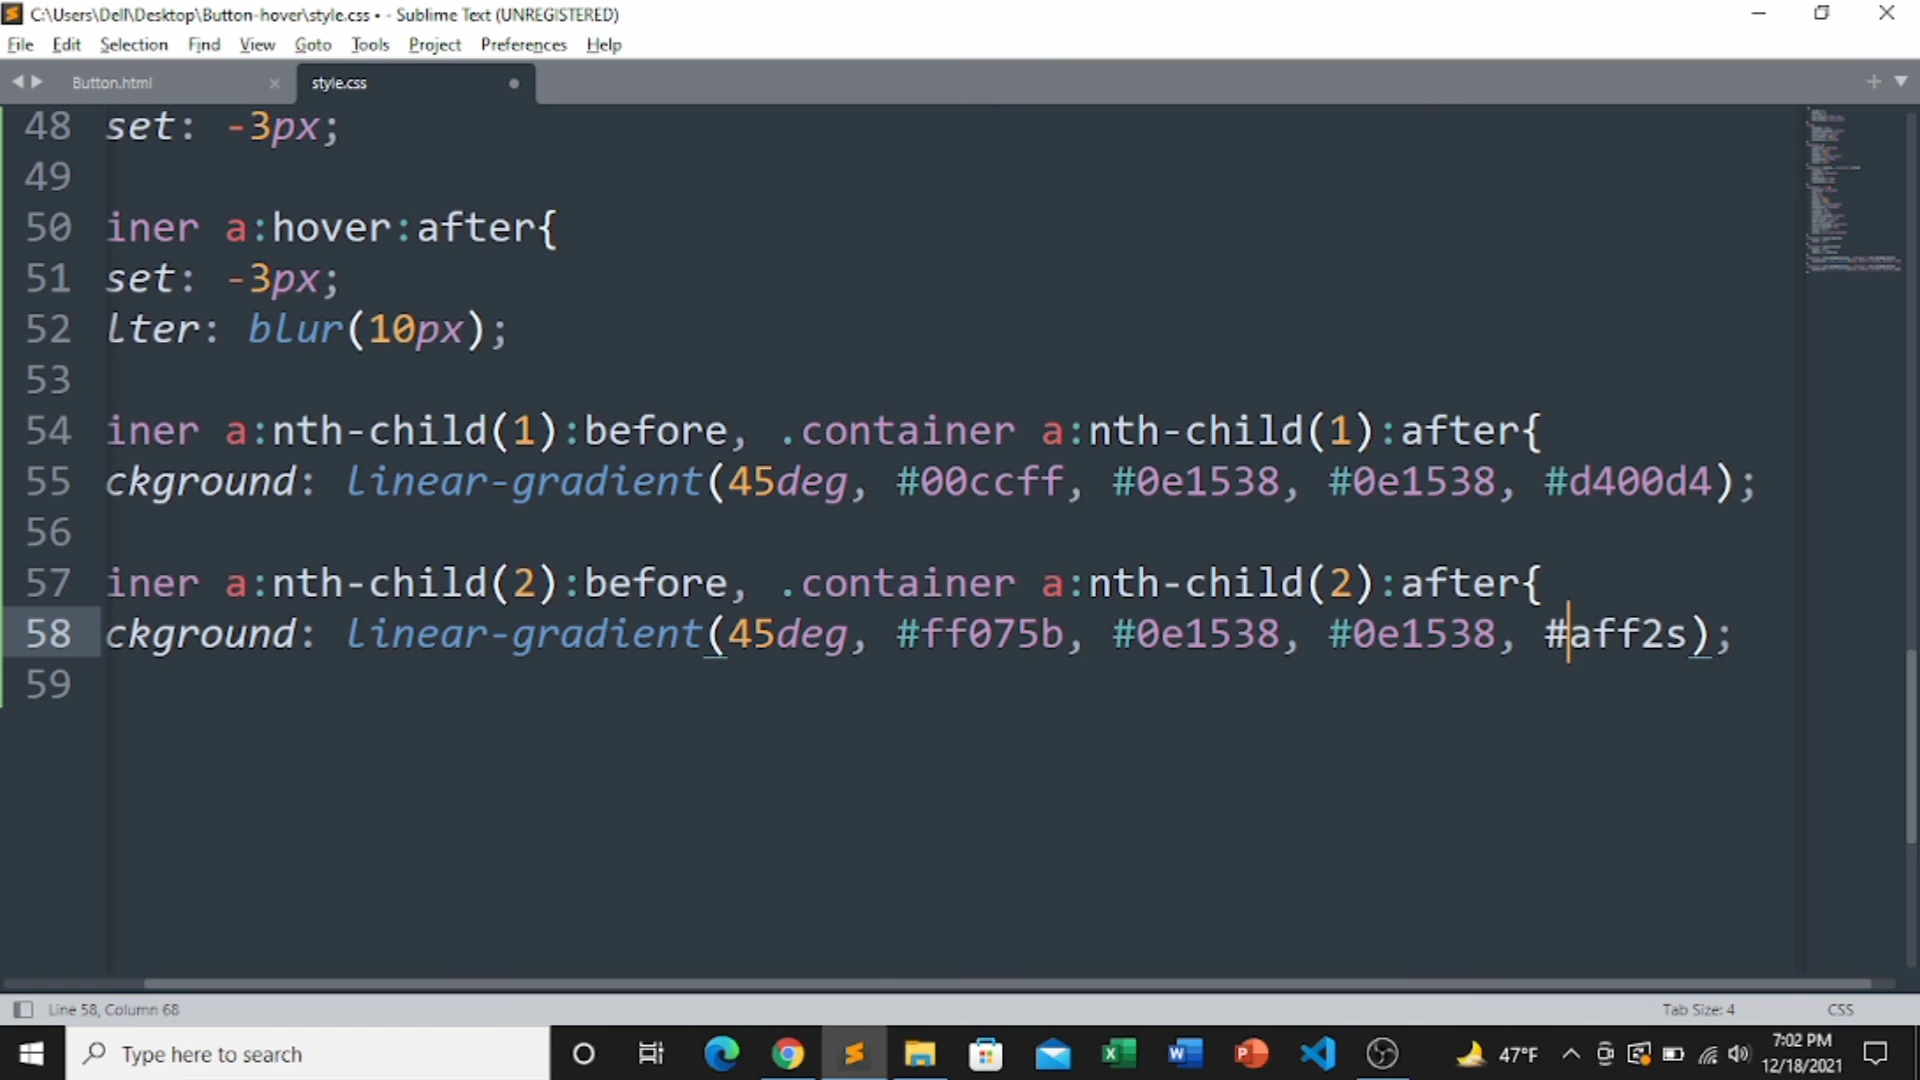 C:\Users\Dell\Desktop\Button-hover\style.css • - Sublime Text (UNREGISTERED)
File Edit Selection Find View Goto Tools Project Preferences Help
Button.html style.css
48 set: -3px;
49
50 iner a:hover:after{
51 set: -3px;
52 lter: blur(10px);
53
54 iner a:nth-child(1):before, .container a:nth-child(1):after{
55 ckground: linear-gradient(45deg, #00ccff, #0e1538, #0e1538, #d400d4);
56
57 iner a:nth-child(2):before, .container a:nth-child(2):after{
58 ckground: linear-gradient(45deg, #ff075b, #0e1538, #0e1538, #aff2s);
59
Line 58, Column 68 Tab Size: 4 CSS
Type here to search 47°F 7:02 PM
12/18/2021